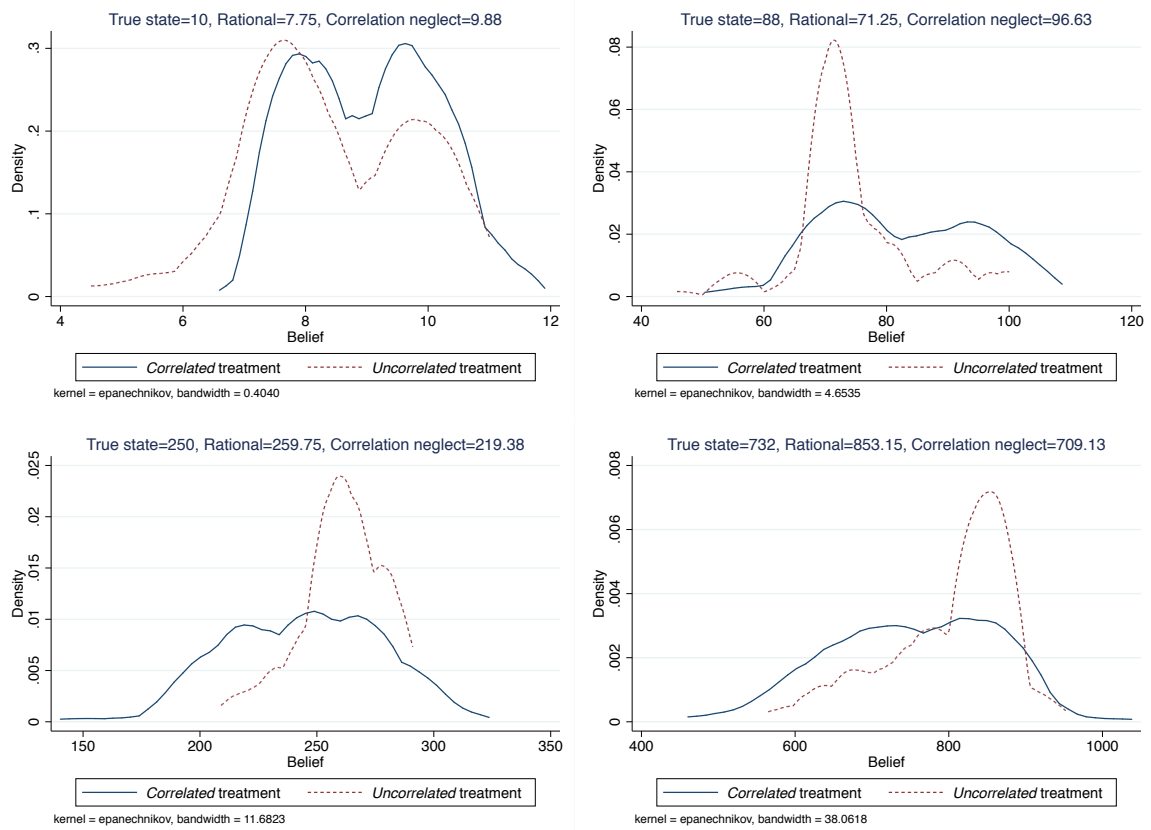 True state=10, Rational=7.75, Correlation neglect=9.88
Density
.3
.2
.1
0
4 6 8 10 12
Belief
Correlated treatment Uncorrelated treatment
kernel = epanechnikov, bandwidth = 0.4040
True state=88, Rational=71.25, Correlation neglect=96.63
Density
.08
.06
.04
.02
0
40 60 80 100 120
Belief
Correlated treatment Uncorrelated treatment
kernel = epanechnikov, bandwidth = 4.6535
True state=250, Rational=259.75, Correlation neglect=219.38
Density
.025
.02
.015
.01
.005
0
150 200 250 300 350
Belief
Correlated treatment Uncorrelated treatment
kernel = epanechnikov, bandwidth = 11.6823
True state=732, Rational=853.15, Correlation neglect=709.13
Density
.008
.006
.004
.002
0
400 600 800 1000
Belief
Correlated treatment Uncorrelated treatment
kernel = epanechnikov, bandwidth = 38.0618